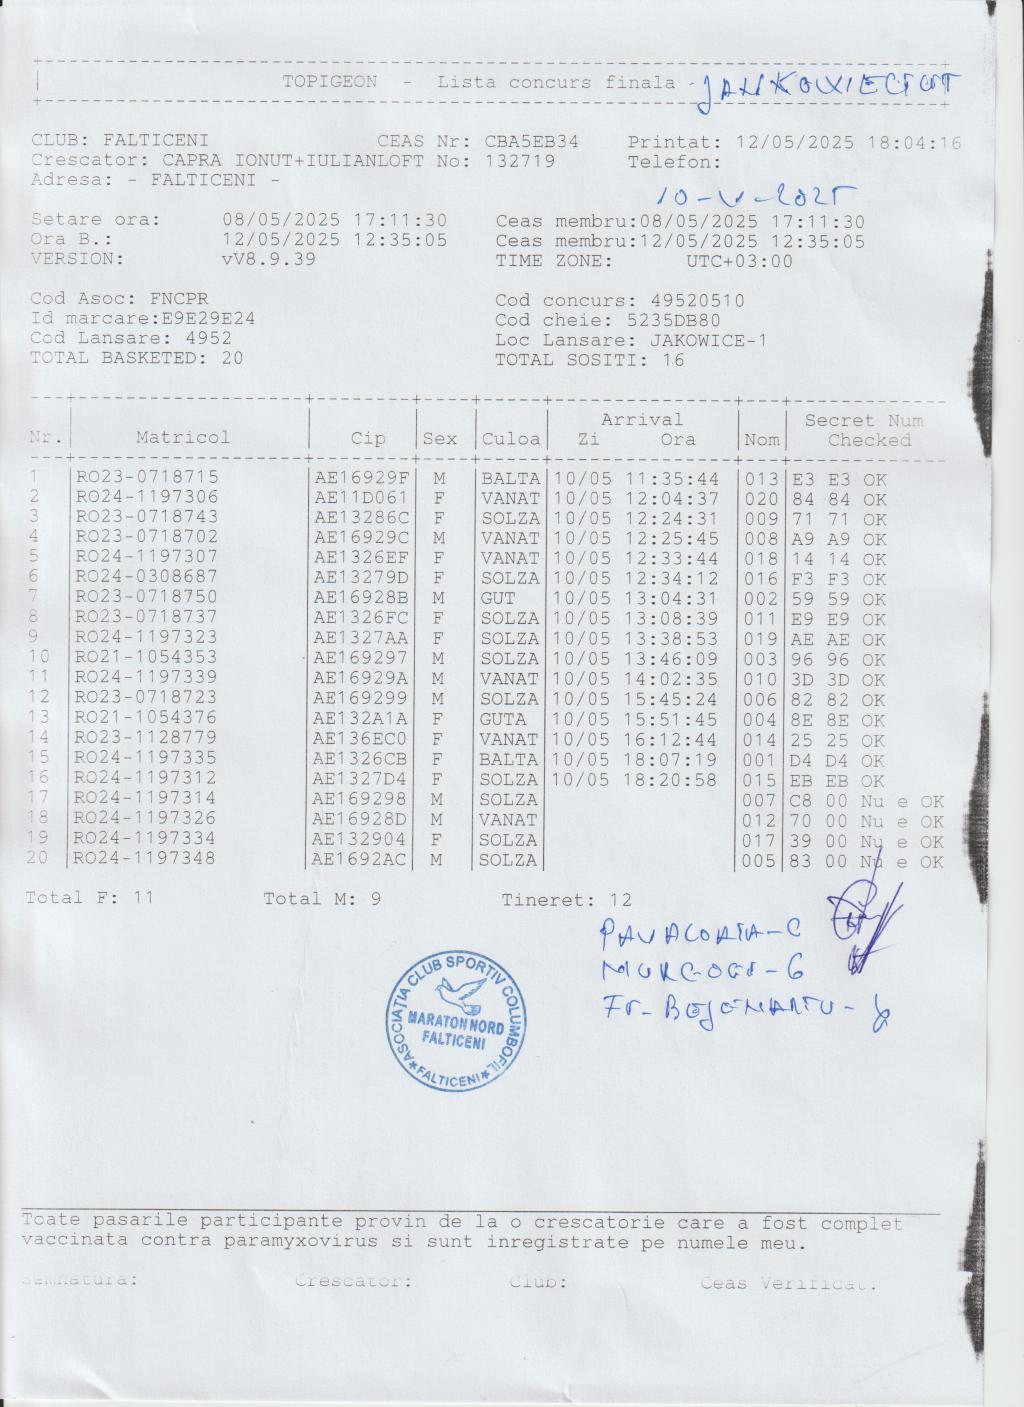 TOPIGEON - Lista concurs finala -
CLUB: FALTICENI CEAS Nr: CBA5EB34 Printat: 12/05/2025 18:04:16
Crescator: CAPRA IONUT+IULIANLOFT No: 132719 Telefon:
Adresa: - FALTICENI -
10-V-2025
Setare ora: 08/05/2025 17:11:30 Ceas membru:08/05/2025 17:11:30
Ora B.: 12/05/2025 12:35:05 Ceas membru:12/05/2025 12:35:05
VERSION: vV8.9.39 TIME ZONE: UTC+03:00
Cod Asoc: FNCPR Cod concurs: 49520510
Id marcare:E9E29E24 Cod cheie: 5235DB80
Cod Lansare: 4952 Loc Lansare: JAKOWICE-1
TOTAL BASKETED: 20 TOTAL SOSITI: 16
Arrival Secret Num
Nr. Matricol Cip Sex Culoa Zi Ora Nom Checked
1 RO23-0718715 AE16929F M BALTA 10/05 11:35:44 013 E3 E3 OK
2 RO24-1197306 AE11D061 F VANAT 10/05 12:04:37 020 84 84 OK
3 RO23-0718743 AE13286C F SOLZA 10/05 12:24:31 009 71 71 OK
4 RO23-0718702 AE16929C M VANAT 10/05 12:25:45 008 A9 A9 OK
5 RO24-1197307 AE1326EF F VANAT 10/05 12:33:44 018 14 14 OK
6 RO24-0308687 AE13279D F SOLZA 10/05 12:34:12 016 F3 F3 OK
7 RO23-0718750 AE16928B M GUT 10/05 13:04:31 002 59 59 OK
8 RO23-0718737 AE1326FC F SOLZA 10/05 13:08:39 011 E9 E9 OK
9 RO24-1197323 AE1327AA F SOLZA 10/05 13:38:53 019 AE AE OK
10 RO21-1054353 AE169297 M SOLZA 10/05 13:46:09 003 96 96 OK
11 RO24-1197339 AE16929A M VANAT 10/05 14:02:35 010 3D 3D OK
12 RO23-0718723 AE169299 M SOLZA 10/05 15:45:24 006 82 82 OK
13 RO21-1054376 AE132A1A F GUTA 10/05 15:51:45 004 8E 8E OK
14 RO23-1128779 AE136EC0 F VANAT 10/05 16:12:44 014 25 25 OK
15 RO24-1197335 AE1326CB F BALTA 10/05 18:07:19 001 D4 D4 OK
16 RO24-1197312 AE1327D4 F SOLZA 10/05 18:20:58 015 EB EB OK
17 RO24-1197314 AE169298 M SOLZA 007 C8 00 Nu e OK
18 RO24-1197326 AE16928D M VANAT 012 70 00 Nu e OK
19 RO24-1197334 AE132904 F SOLZA 017 39 00 Nu e OK
20 RO24-1197348 AE1692AC M SOLZA 005 83 00 Nu e OK
Total F: 11 Total M: 9 Tineret: 12
ASOCIAȚIA CLUB SPORTIV COLUMBOFIL
MARATON NORD
FALTICENI
*FALTICENI*
Toate pasarile participante provin de la o crescatorie care a fost complet
vaccinata contra paramyxovirus si sunt inregistrate pe numele meu.
Semnatura: Crescator: Club: Ceas Verificat: